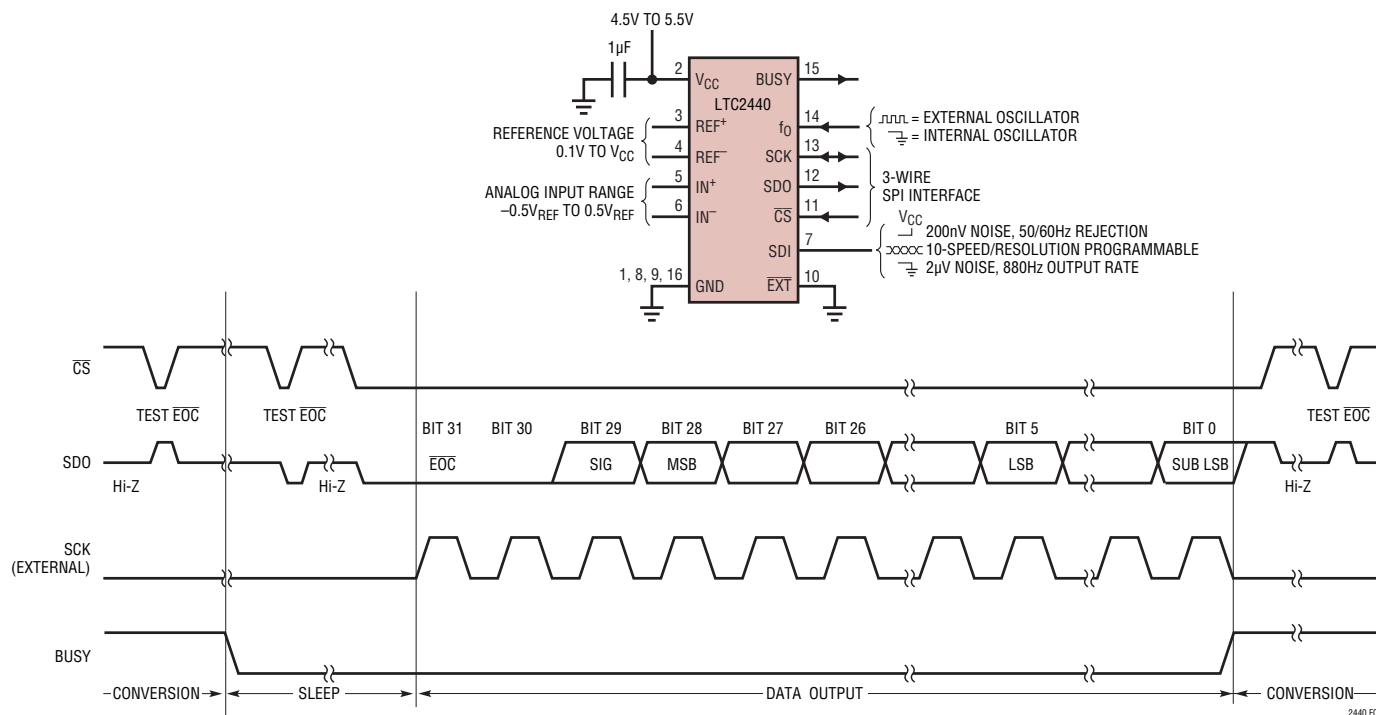 4.5V TO 5.5V
1µF
2 VCC BUSY 15
LTC2440
REFERENCE VOLTAGE
0.1V TO VCC
3 REF+ fO 14
= EXTERNAL OSCILLATOR
= INTERNAL OSCILLATOR
4 REF– SCK 13
ANALOG INPUT RANGE
–0.5VREF TO 0.5VREF
5 IN+ SDO 12
3-WIRE
SPI INTERFACE
6 IN– CS 11
SDI 7
VCC
200nV NOISE, 50/60Hz REJECTION
10-SPEED/RESOLUTION PROGRAMMABLE
2µV NOISE, 880Hz OUTPUT RATE
1, 8, 9, 16 GND EXT 10
CS
TEST EOC TEST EOC TEST EOC
BIT 31 BIT 30 BIT 29 BIT 28 BIT 27 BIT 26 BIT 5 BIT 0
SDO EOC SIG MSB LSB SUB LSB
Hi-Z Hi-Z Hi-Z
SCK
(EXTERNAL)
BUSY
CONVERSION SLEEP DATA OUTPUT CONVERSION